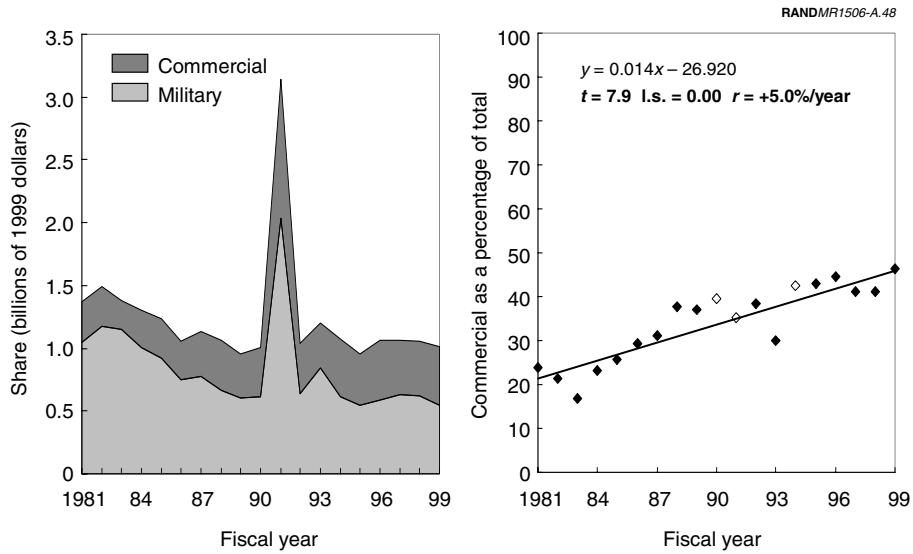 RANDMR1506-A.48
Share (billions of 1999 dollars)
3.5
3.0
2.5
2.0
1.5
1.0
0.5
0
Commercial
Military
1981 84 87 90 93 96 99
Fiscal year
Commercial as a percentage of total
100
90
80
70
60
50
40
30
20
10
0
y = 0.014x – 26.920
t = 7.9 l.s. = 0.00 r = +5.0%/year
1981 84 87 90 93 96 99
Fiscal year